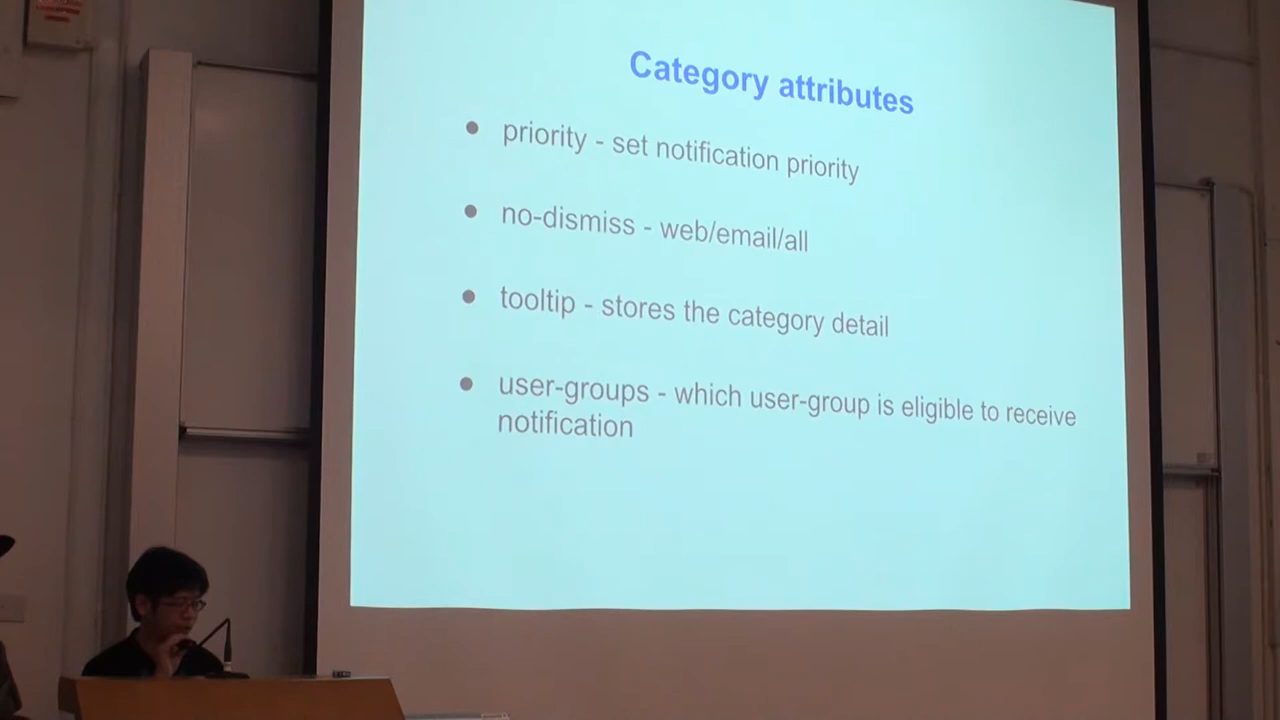 Category attributes
priority - set notification priority
no-dismiss - web/email/all
tooltip - stores the category detail
user-groups - which user-group is eligible to receive
notification